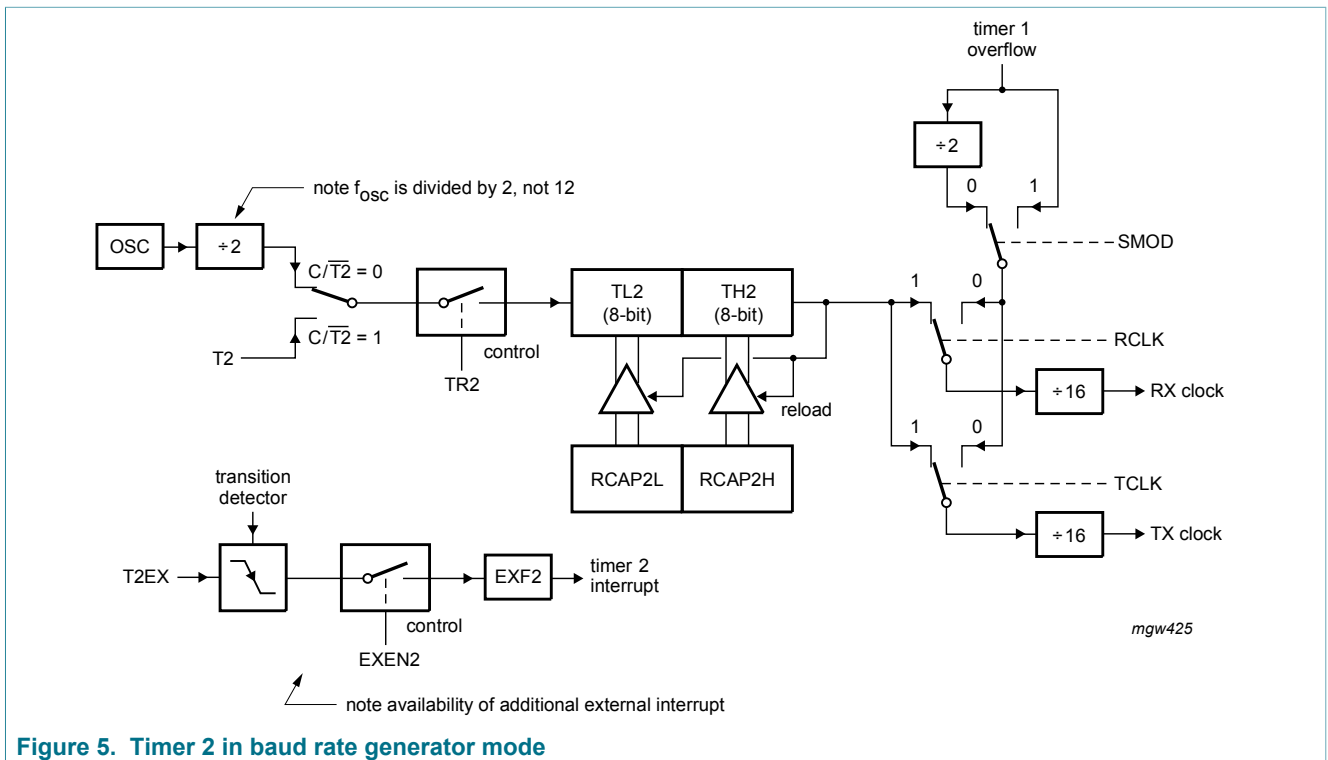 timer 1
overflow
÷2
note fosc is divided by 2, not 12
0 1
OSC
÷2
SMOD
C/T2 = 0
TL2
(8-bit)
TH2
(8-bit)
1 0
C/T2 = 1
T2
control
RCLK
TR2
÷16
RX clock
reload
1 0
RCAP2L
RCAP2H
TCLK
transition
detector
÷16
TX clock
T2EX
EXF2
timer 2
interrupt
control
mgw425
EXEN2
note availability of additional external interrupt
Figure 5. Timer 2 in baud rate generator mode